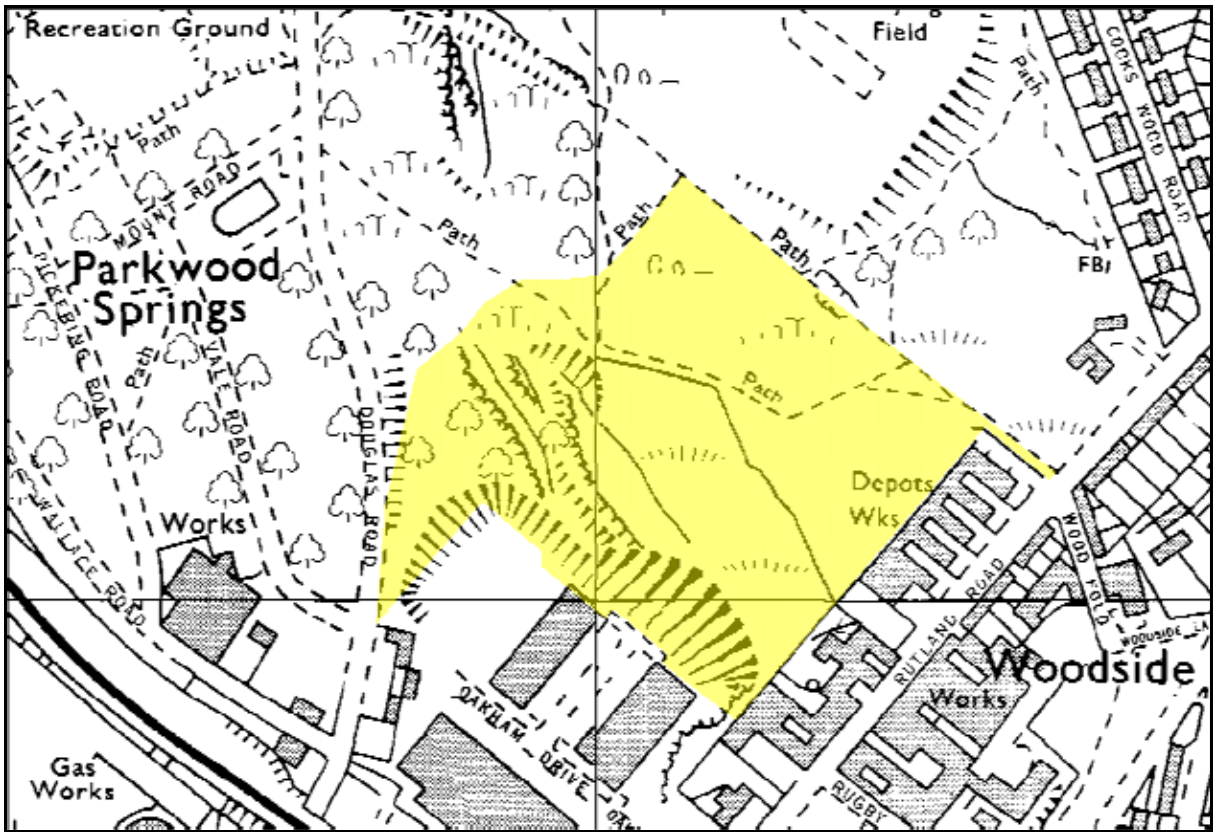 Recreation Ground
Field
Path
COCKS WOOD ROAD
Path
MOUNT ROAD
Path
Path
Path
FB
Parkwood
Springs
PICKERING ROAD
Path
VALE ROAD
DOUGLAS ROAD
Path
Depots
Wks
WALLACE ROAD
Works
RUTLAND ROAD
WOOD FOLD
WOODSIDE LA
Woodside
Works
OAKHAM DRIVE
Gas
Works
RUGBY